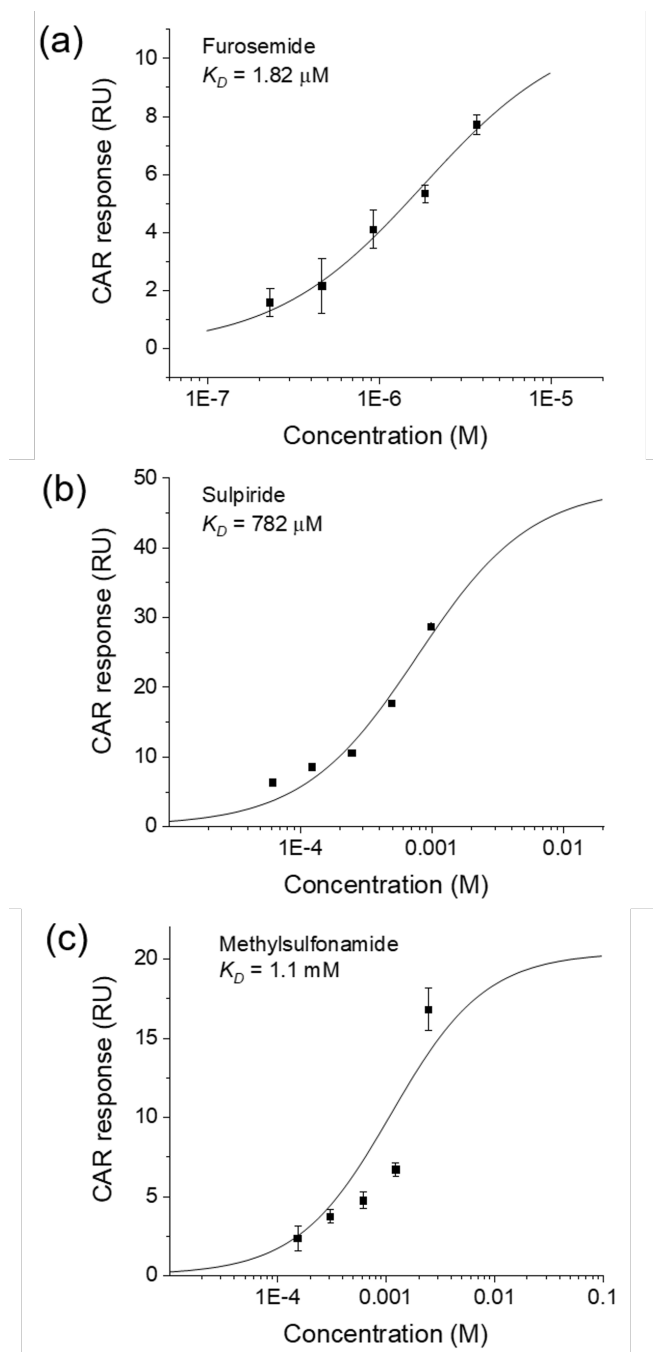 (a)
Furosemide
K_D = 1.82 μM
CAR response (RU)
10
8
6
4
2
0
1E-7 1E-6 1E-5
Concentration (M)
(b)
Sulpiride
K_D = 782 μM
CAR response (RU)
50
40
30
20
10
0
1E-4 0.001 0.01
Concentration (M)
(c)
Methylsulfonamide
K_D = 1.1 mM
CAR response (RU)
20
15
10
5
0
1E-4 0.001 0.01 0.1
Concentration (M)